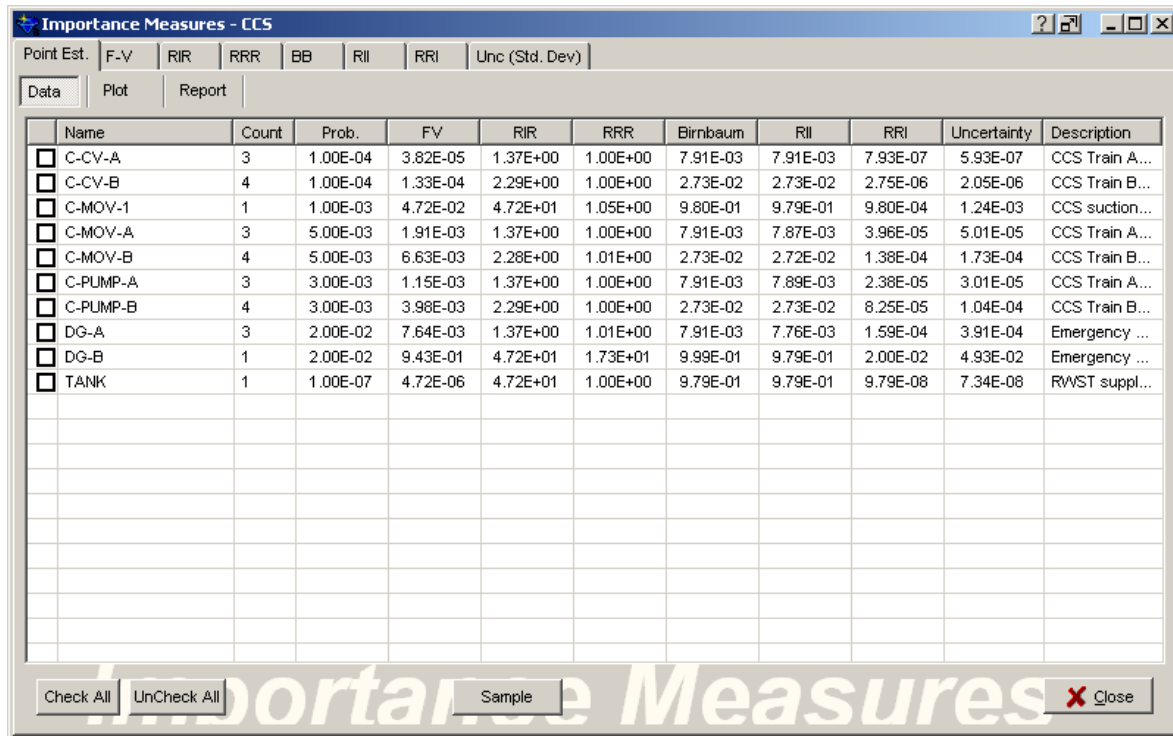 Importance Measures - CCS
Point Est. F-V RIR RRR BB RII RRI Unc (Std. Dev)
Data Plot Report
Name Count Prob. FV RIR RRR Birnbaum RII RRI Uncertainty Description
C-CV-A 3 1.00E-04 3.82E-05 1.37E+00 1.00E+00 7.91E-03 7.91E-03 7.93E-07 5.93E-07 CCS Train A...
C-CV-B 4 1.00E-04 1.33E-04 2.29E+00 1.00E+00 2.73E-02 2.73E-02 2.75E-06 2.05E-06 CCS Train B...
C-MOV-1 1 1.00E-03 4.72E-02 4.72E+01 1.05E+00 9.80E-01 9.79E-01 9.80E-04 1.24E-03 CCS suction...
C-MOV-A 3 5.00E-03 1.91E-03 1.37E+00 1.00E+00 7.91E-03 7.87E-03 3.96E-05 5.01E-05 CCS Train A...
C-MOV-B 4 5.00E-03 6.63E-03 2.28E+00 1.01E+00 2.73E-02 2.72E-02 1.38E-04 1.73E-04 CCS Train B...
C-PUMP-A 3 3.00E-03 1.15E-03 1.37E+00 1.00E+00 7.91E-03 7.89E-03 2.38E-05 3.01E-05 CCS Train A...
C-PUMP-B 4 3.00E-03 3.98E-03 2.29E+00 1.00E+00 2.73E-02 2.73E-02 8.25E-05 1.04E-04 CCS Train B...
DG-A 3 2.00E-02 7.64E-03 1.37E+00 1.01E+00 7.91E-03 7.76E-03 1.59E-04 3.91E-04 Emergency ...
DG-B 1 2.00E-02 9.43E-01 4.72E+01 1.73E+01 9.99E-01 9.79E-01 2.00E-02 4.93E-02 Emergency ...
TANK 1 1.00E-07 4.72E-06 4.72E+01 1.00E+00 9.79E-01 9.79E-01 9.79E-08 7.34E-08 RWST suppl...
Importance Measures
Check All UnCheck All Sample Close